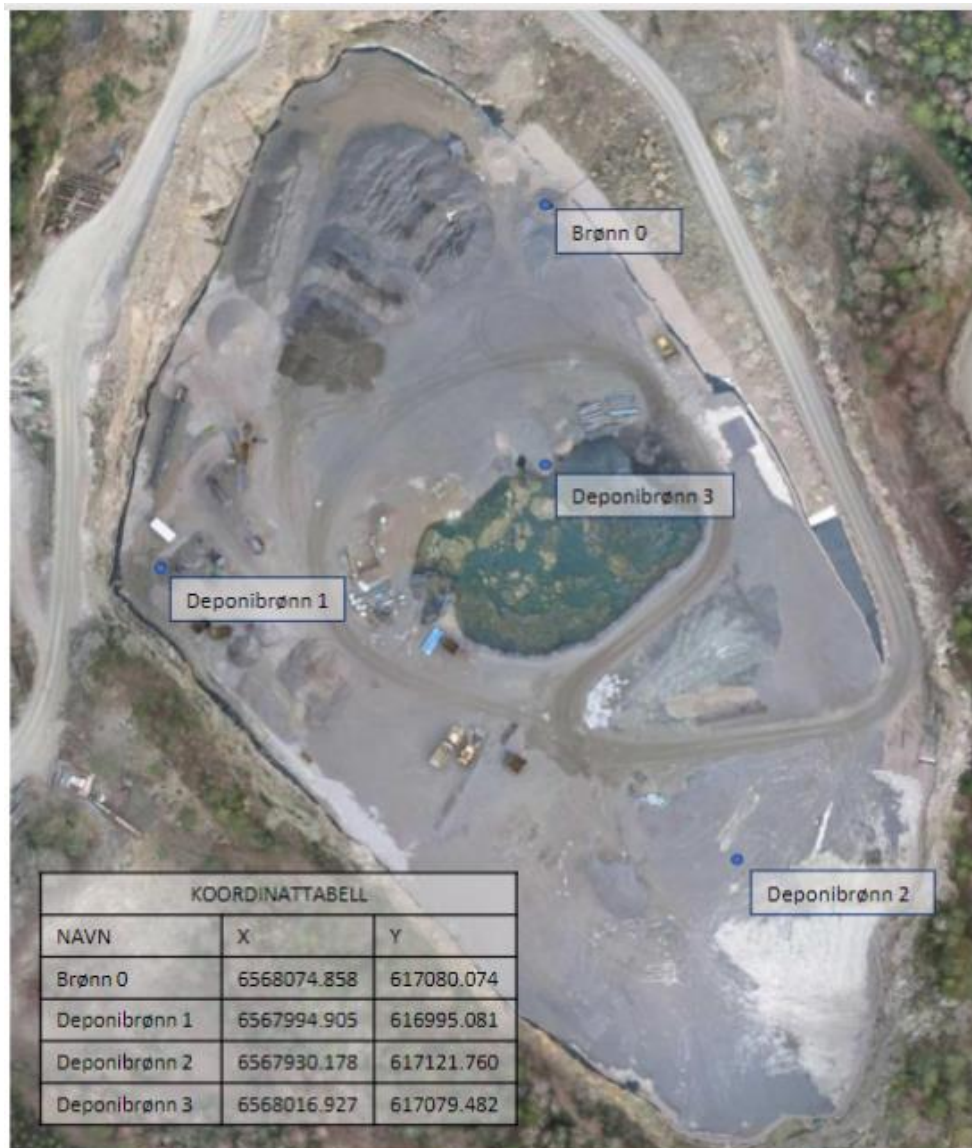 Brønn 0
Deponibrønn 3
Deponibrønn 1
Deponibrønn 2
KOORDINATTABELL
NAVN X Y
Brønn 0 6568074.858 617080.074
Deponibrønn 1 6567994.905 616995.081
Deponibrønn 2 6567930.178 617121.760
Deponibrønn 3 6568016.927 617079.482